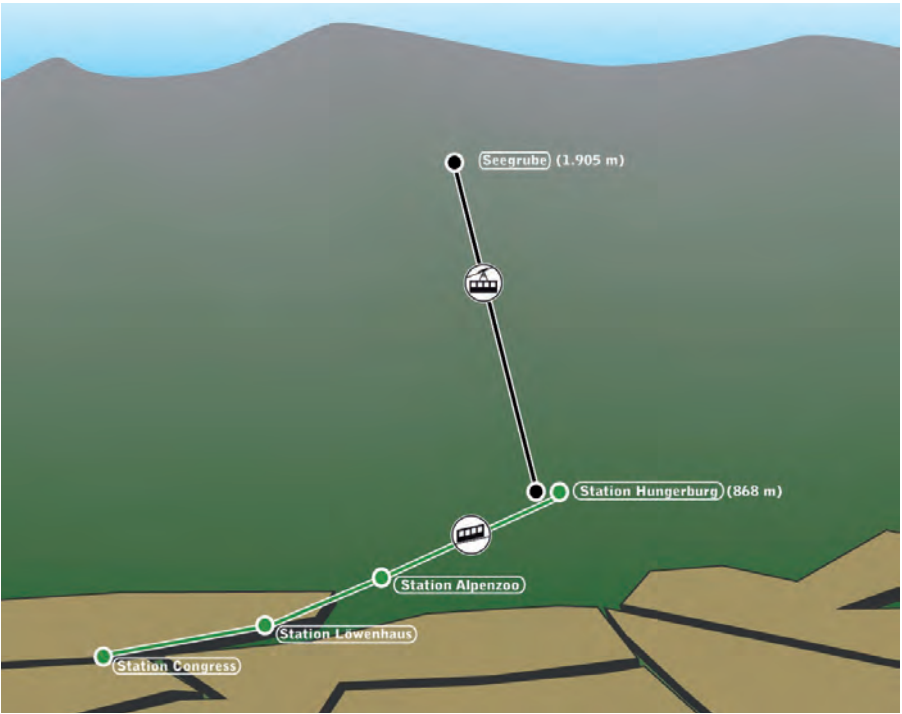 Seegrube (1.905 m)
Station Hungerburg (868 m)
Station Alpenzoo
Station Löwenhaus
Station Congress